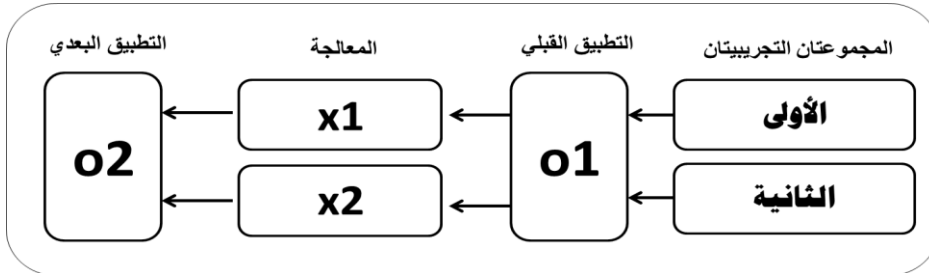 المجموعتان التجريبيتان
التطبيق القبلي
المعالجة
التطبيق البعدي
الأولى
الثانية
o1
x1
x2
o2